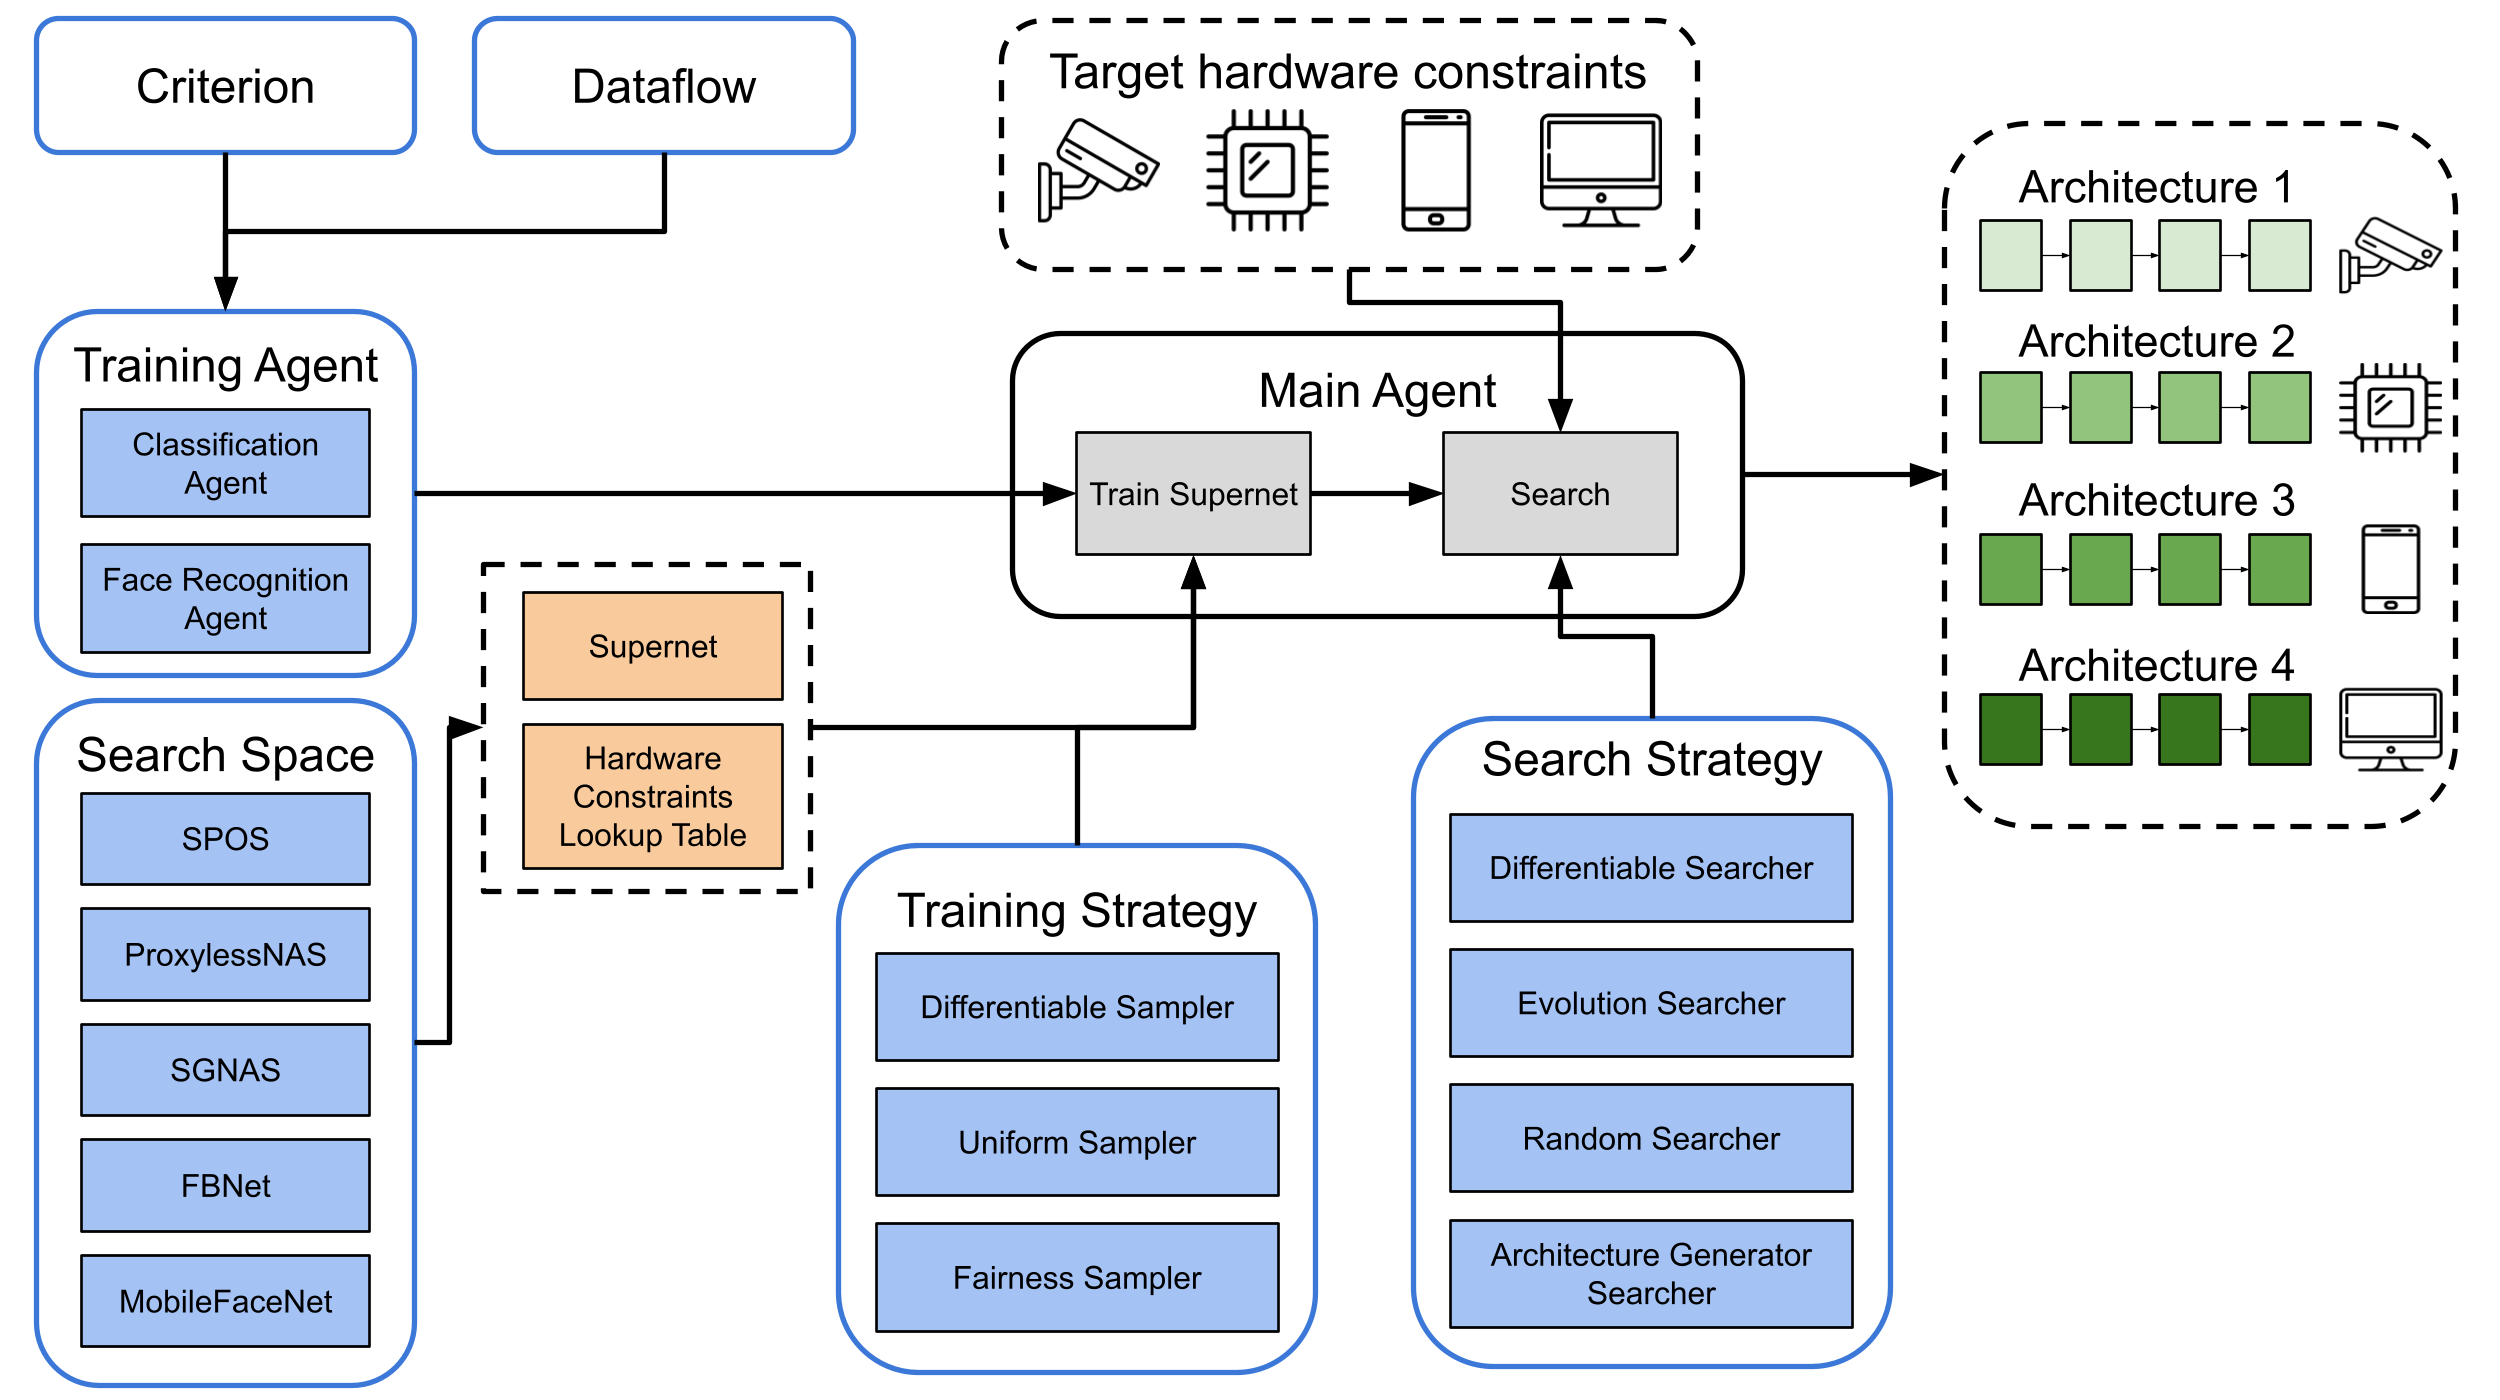 Criterion
Dataflow
Target hardware constraints
Training Agent
Classification
Agent
Face Recognition
Agent
Search Space
SPOS
ProxylessNAS
SGNAS
FBNet
MobileFaceNet
Supernet
Hardware
Constraints
Lookup Table
Main Agent
Train Supernet
Search
Training Strategy
Differentiable Sampler
Uniform Sampler
Fairness Sampler
Search Strategy
Differentiable Searcher
Evolution Searcher
Random Searcher
Architecture Generator
Searcher
Architecture 1
Architecture 2
Architecture 3
Architecture 4